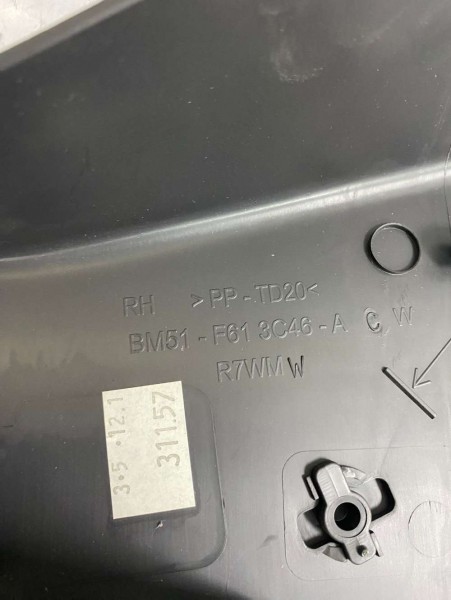 RH >PP-TD20<
BM51-F613C46-A C W
R7WM W
3.5.12.1
311.57